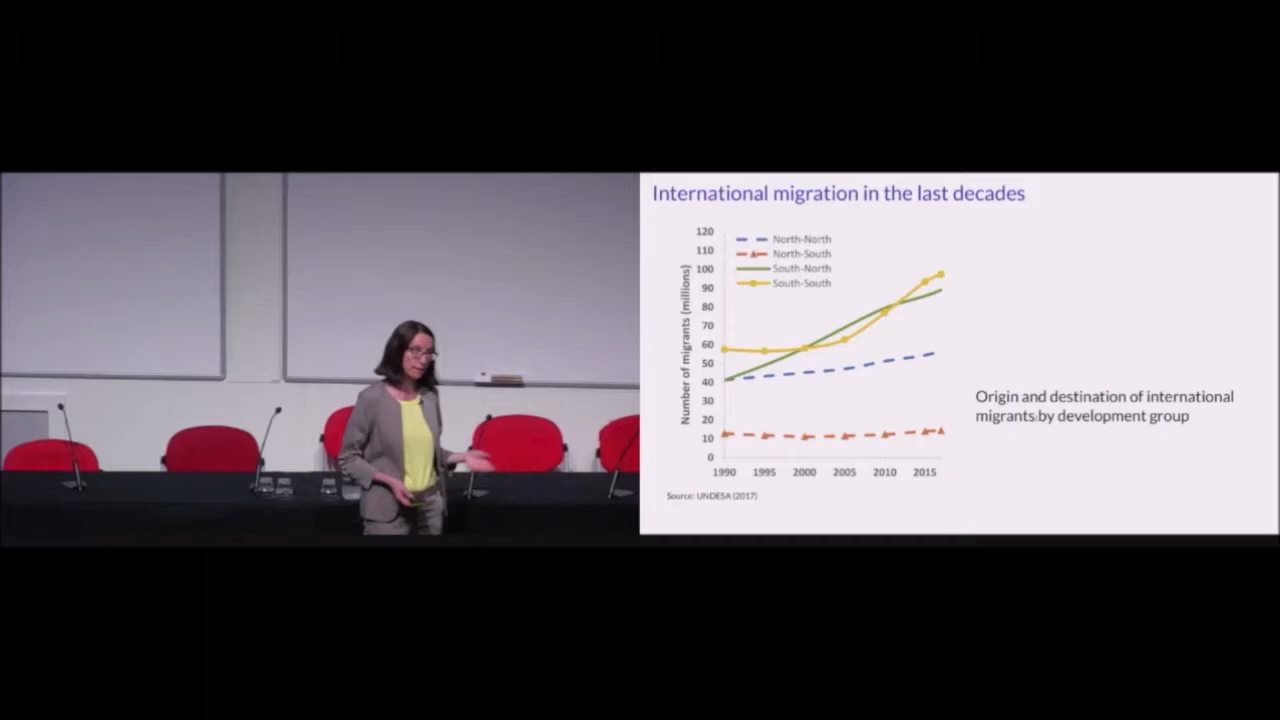 International migration in the last decades
120
110
100
90
80
70
60
50
40
30
20
10
0
Number of migrants (millions)
North-North
North-South
South-North
South-South
1990 1995 2000 2005 2010 2015
Origin and destination of international
migrants by development group
Source: UNDESA (2017)